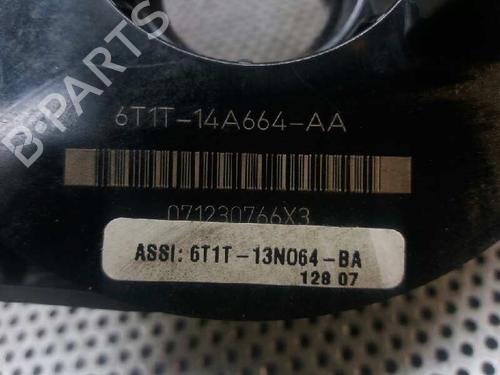 B-PARTS
6T1T-14A664-AA
071230766X3
ASSI: 6T1T-13N064-BA
128 07